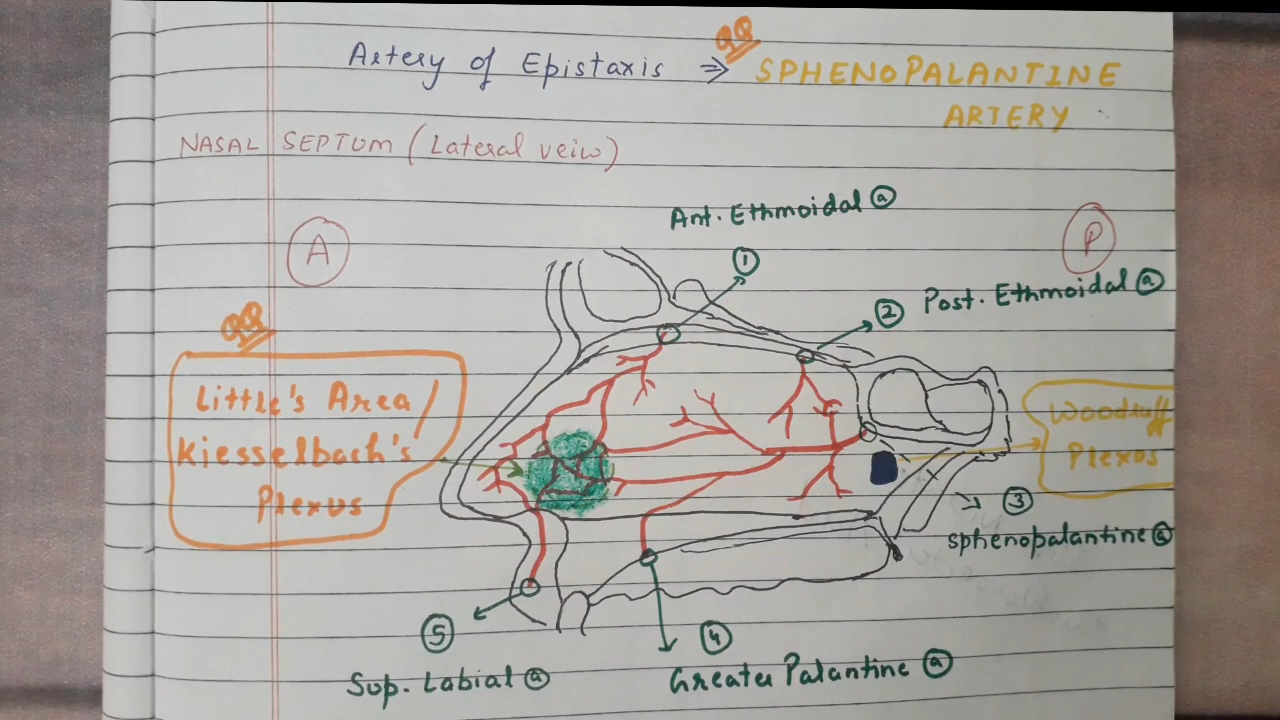 Artery of Epistaxis ⇒ SPHENOPALANTINE
ARTERY
NASAL SEPTUM (Lateral veiw)
Ant. Ethmoidal ⓐ
A
P
①
② Post. Ethmoidal ⓐ
Little's Area/
Kiesselbach's
Plexus
Woodruff
Plexus
③
sphenopalantine ⓐ
⑤
④
Sup. Labial ⓐ
Greater Palantine ⓐ